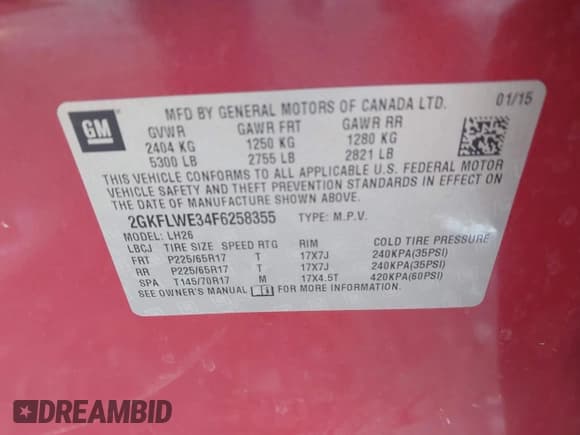 GM
MFD BY GENERAL MOTORS OF CANADA LTD. 01/15
GVWR GAWR FRT GAWR RR
2404 KG 1250 KG 1280 KG
5300 LB 2755 LB 2821 LB
THIS VEHICLE CONFORMS TO ALL APPLICABLE U.S. FEDERAL MOTOR
VEHICLE SAFETY AND THEFT PREVENTION STANDARDS IN EFFECT ON
THE DATE OF MANUFACTURE SHOWN ABOVE.
2GKFLWE34F6258355 TYPE: M.P.V.
MODEL: LH26
LBCJ TIRE SIZE SPEED RTG RIM COLD TIRE PRESSURE
FRT P225/65R17 T 17X7J 240KPA(35PSI)
RR P225/65R17 T 17X7J 240KPA(35PSI)
SPA T145/70R17 M 17X4.5T 420KPA(60PSI)
SEE OWNER'S MANUAL FOR MORE INFORMATION
DREAMBID